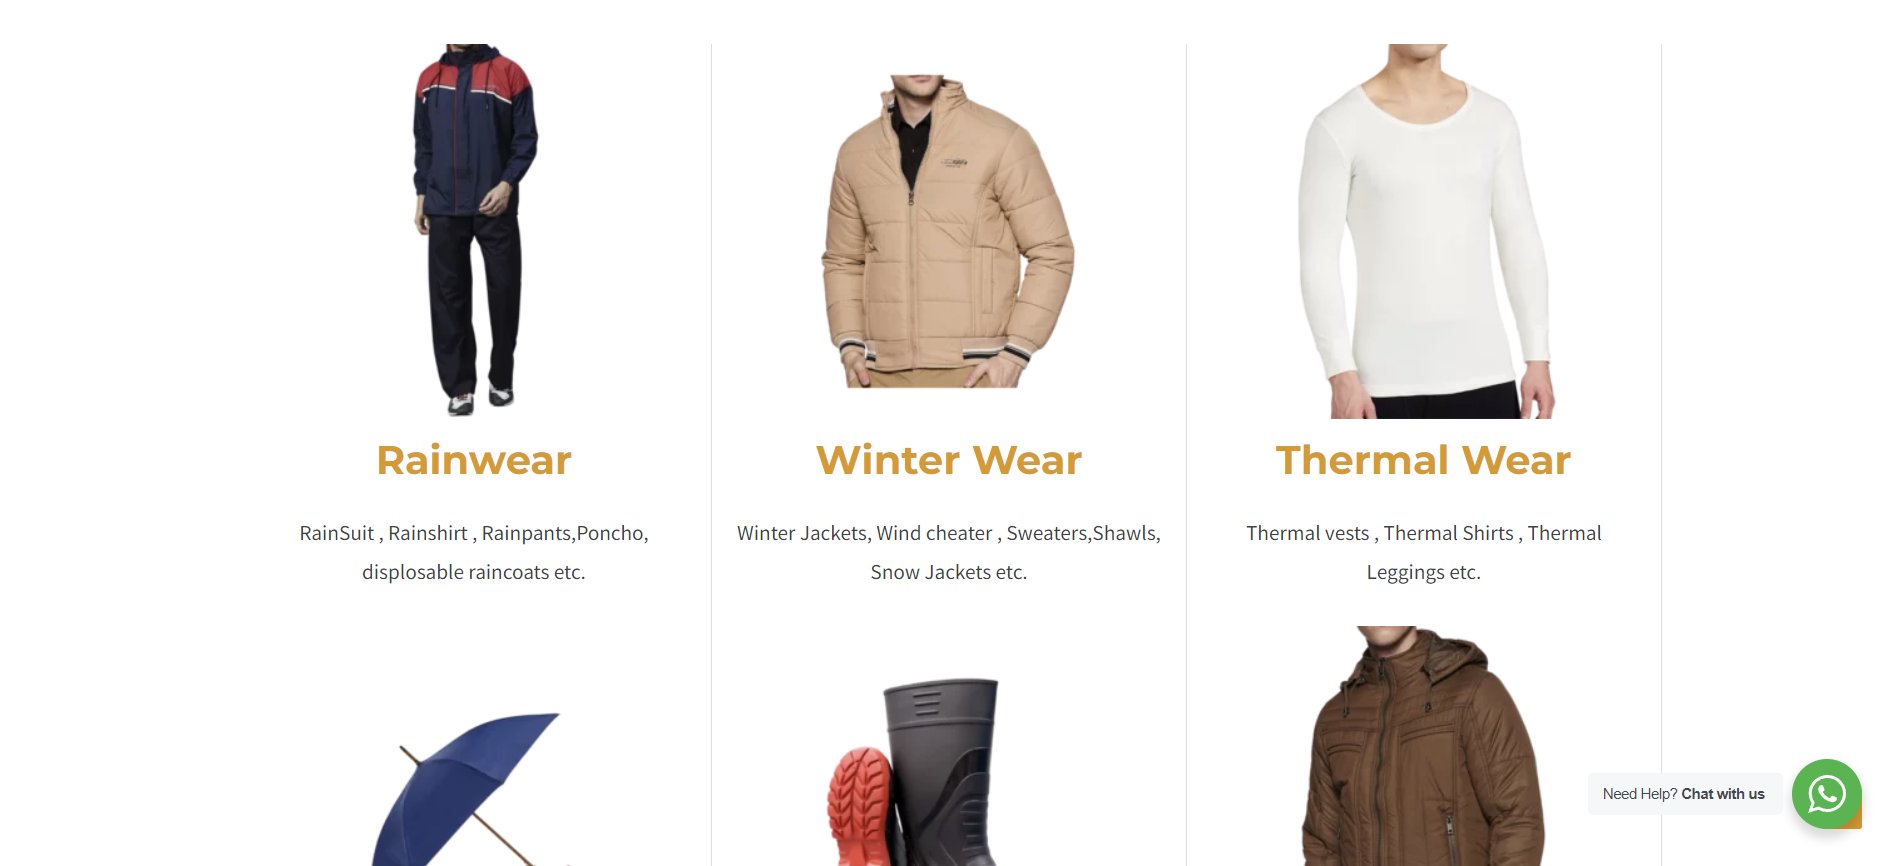 Rainwear
RainSuit , Rainshirt , Rainpants,Poncho,
displosable raincoats etc.
Winter Wear
Winter Jackets, Wind cheater , Sweaters,Shawls,
Snow Jackets etc.
Thermal Wear
Thermal vests , Thermal Shirts , Thermal
Leggings etc.
Need Help? Chat with us